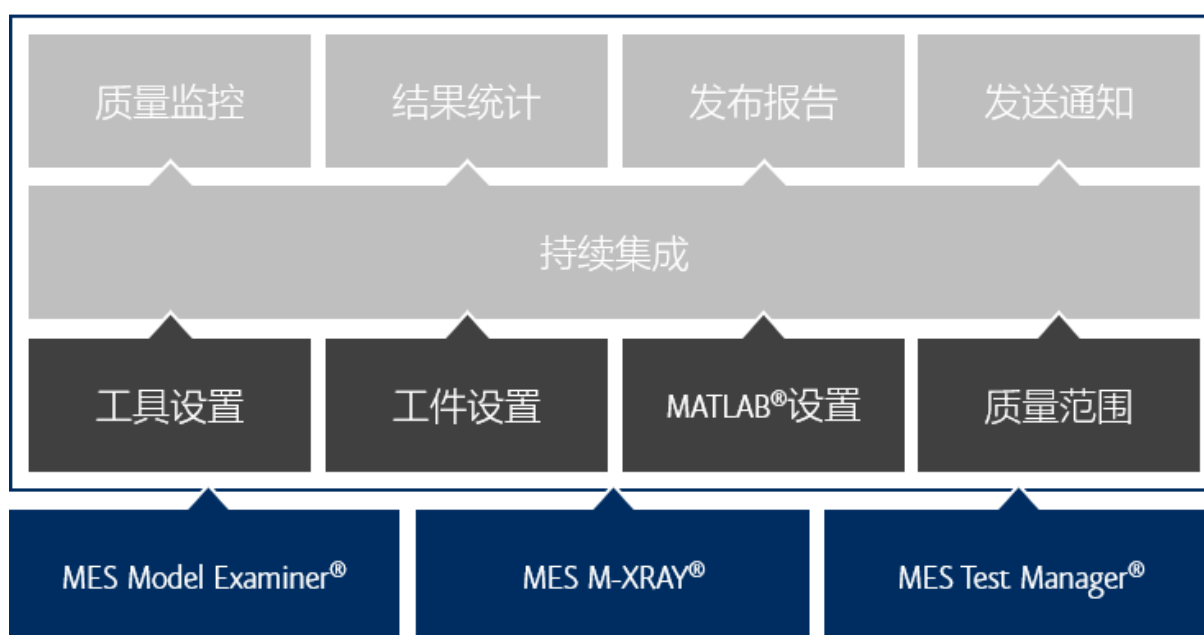 质量监控
结果统计
发布报告
发送通知
持续集成
工具设置
工件设置
MATLAB®设置
质量范围
MES Model Examiner®
MES M-XRAY®
MES Test Manager®